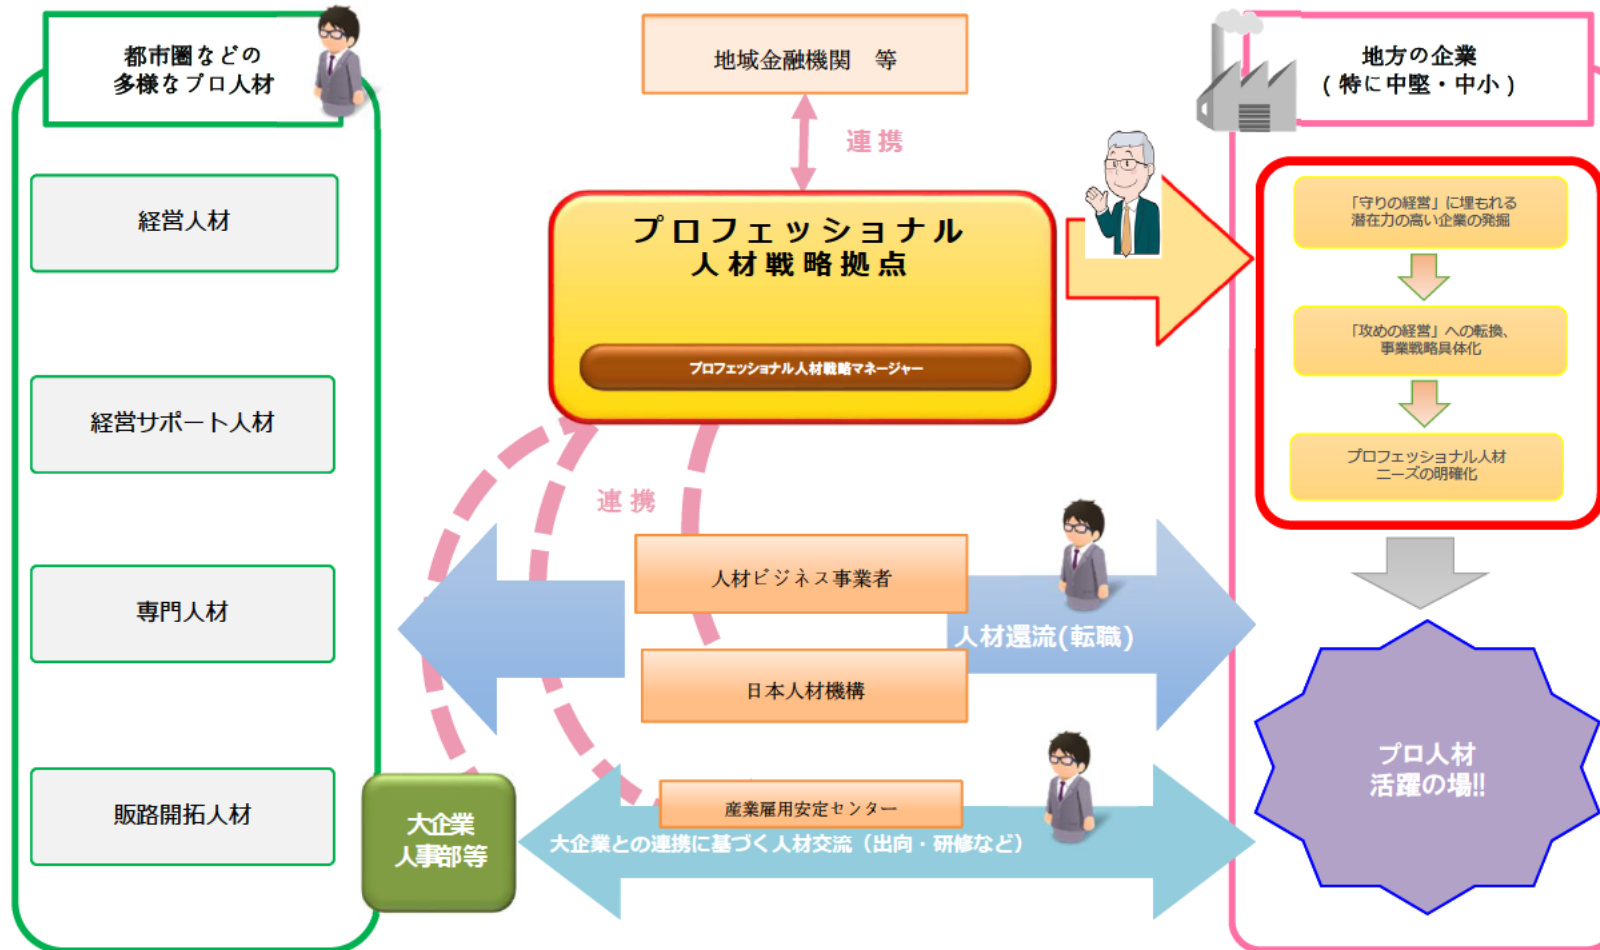 都市圏などの
多様なプロ人材
経営人材
経営サポート人材
専門人材
販路開拓人材
大企業
人事部等
地域金融機関　等
連携
プロフェッショナル
人材戦略拠点
プロフェッショナル人材戦略マネージャー
連携
人材ビジネス事業者
人材還流(転職)
日本人材機構
産業雇用安定センター
大企業との連携に基づく人材交流（出向・研修など）
地方の企業
(特に中堅・中小)
「守りの経営」に埋もれる
潜在力の高い企業の発掘
「攻めの経営」への転換、
事業戦略具体化
プロフェッショナル人材
ニーズの明確化
プロ人材
活躍の場!!